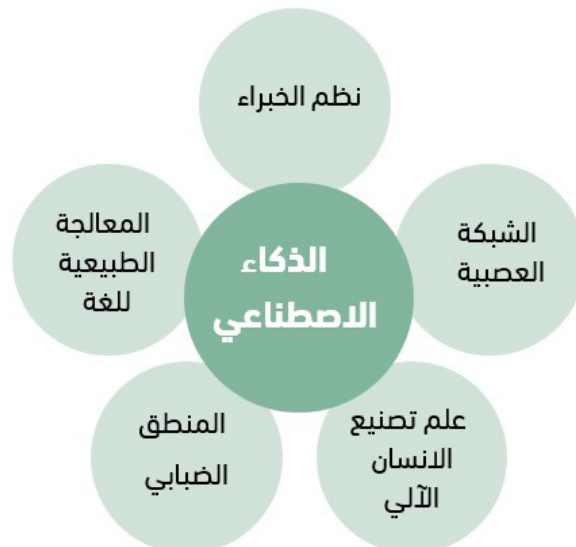 نظم الخبراء
الشبكة
العصبية
علم تصنيع
الانسان
الآلي
المنطق
الضبابي
المعالجة
الطبيعية
للغة
الذكاء
الاصطناعي